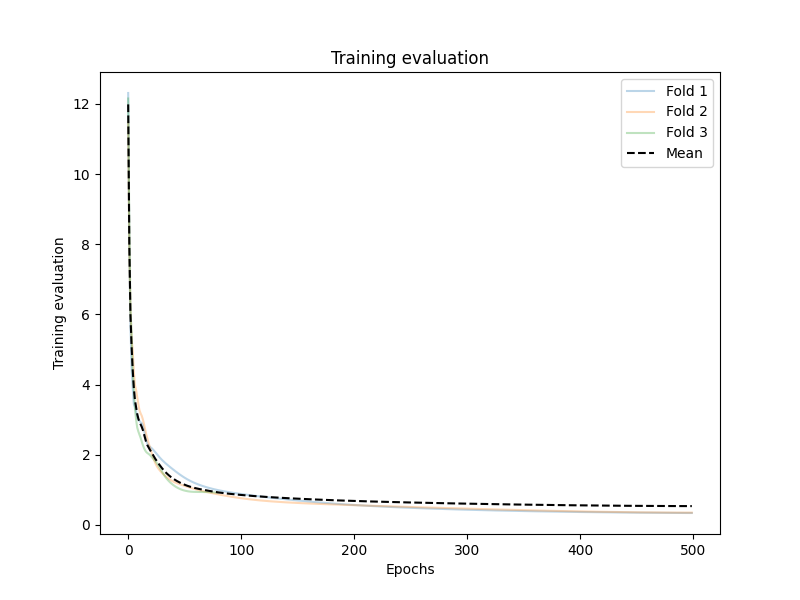 Training evaluation
Fold 1
Fold 2
Fold 3
Mean
Training evaluation
12
10
8
6
4
2
0
0 100 200 300 400 500
Epochs